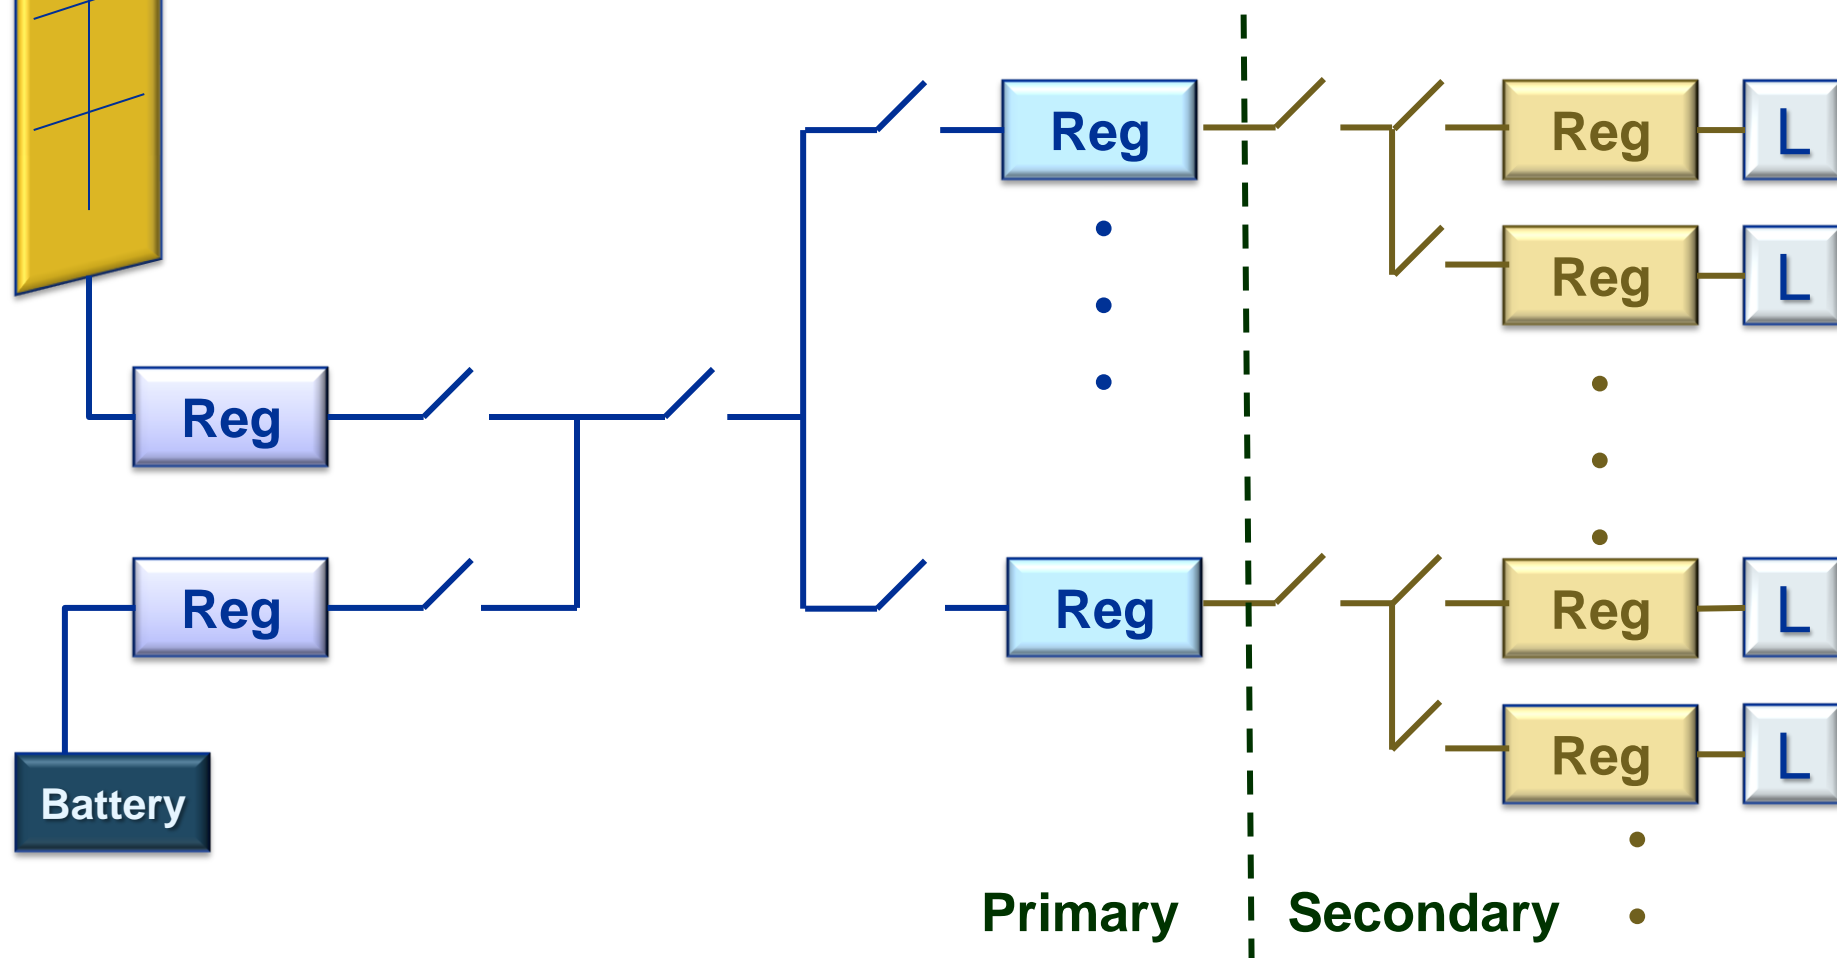 Reg Reg L
Reg L
Reg
Reg Reg Reg L
Reg L
Battery
Primary Secondary